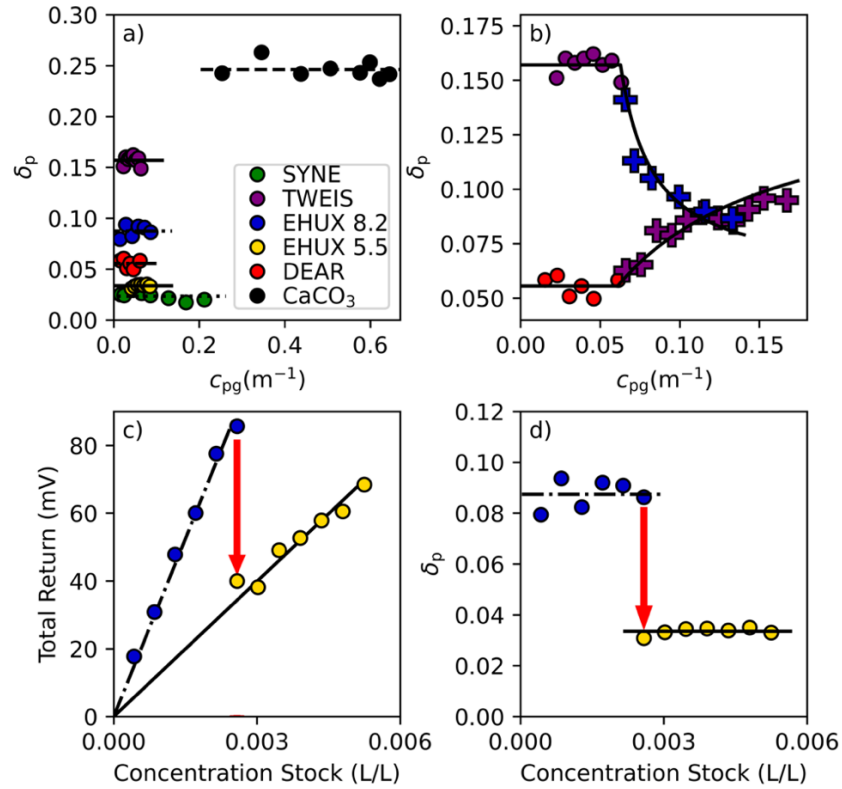 a)
0.30
0.25
0.20
0.15
0.10
0.05
0.00
δp
SYNE
TWEIS
EHUX 8.2
EHUX 5.5
DEAR
CaCO3
0.0 0.2 0.4 0.6
cpg(m−1)
b)
0.175
0.150
0.125
0.100
0.075
0.050
δp
0.00 0.05 0.10 0.15
cpg(m−1)
c)
80
60
40
20
0
Total Return (mV)
0.000 0.003 0.006
Concentration Stock (L/L)
d)
0.12
0.10
0.08
0.06
0.04
0.02
0.00
δp
0.000 0.003 0.006
Concentration Stock (L/L)